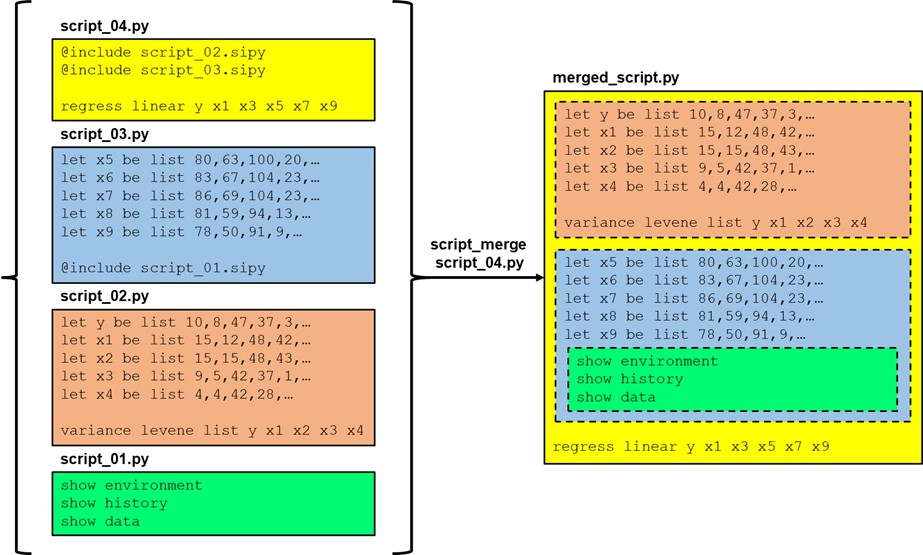 script_04.py
@include script_02.sipy
@include script_03.sipy
regress linear y x1 x3 x5 x7 x9
script_03.py
let x5 be list 80,63,100,20,…
let x6 be list 83,67,104,23,…
let x7 be list 86,69,104,23,…
let x8 be list 81,59,94,13,…
let x9 be list 78,50,91,9,…
@include script_01.sipy
script_02.py
let y be list 10,8,47,37,3,…
let x1 be list 15,12,48,42,…
let x2 be list 15,15,48,43,…
let x3 be list 9,5,42,37,1,…
let x4 be list 4,4,42,28,…
variance levene list y x1 x2 x3 x4
script_01.py
show environment
show history
show data
script_merge
script_04.py
merged_script.py
let y be list 10,8,47,37,3,…
let x1 be list 15,12,48,42,…
let x2 be list 15,15,48,43,…
let x3 be list 9,5,42,37,1,…
let x4 be list 4,4,42,28,…
variance levene list y x1 x2 x3 x4
let x5 be list 80,63,100,20,…
let x6 be list 83,67,104,23,…
let x7 be list 86,69,104,23,…
let x8 be list 81,59,94,13,…
let x9 be list 78,50,91,9,…
show environment
show history
show data
regress linear y x1 x3 x5 x7 x9